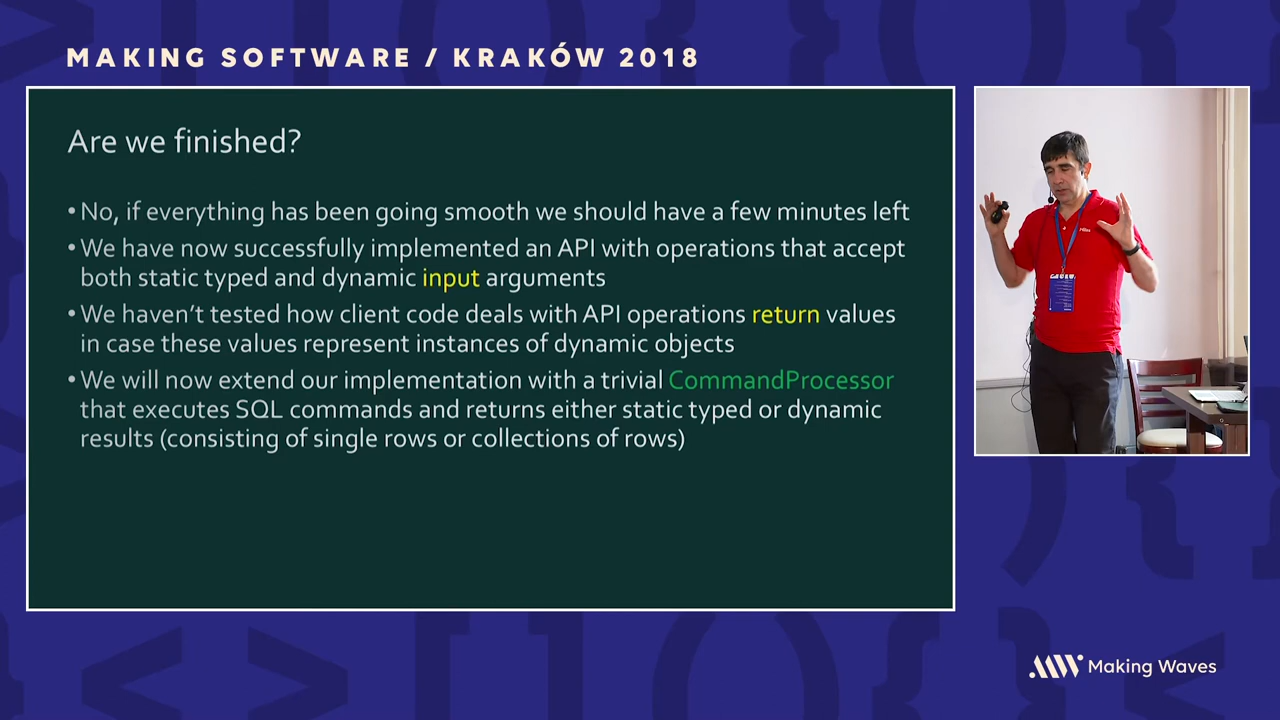 MAKING SOFTWARE / KRAKÓW 2018
Are we finished?
• No, if everything has been going smooth we should have a few minutes left
• We have now successfully implemented an API with operations that accept
both static typed and dynamic input arguments
• We haven't tested how client code deals with API operations return values
in case these values represent instances of dynamic objects
• We will now extend our implementation with a trivial CommandProcessor
that executes SQL commands and returns either static typed or dynamic
results (consisting of single rows or collections of rows)
Making Waves